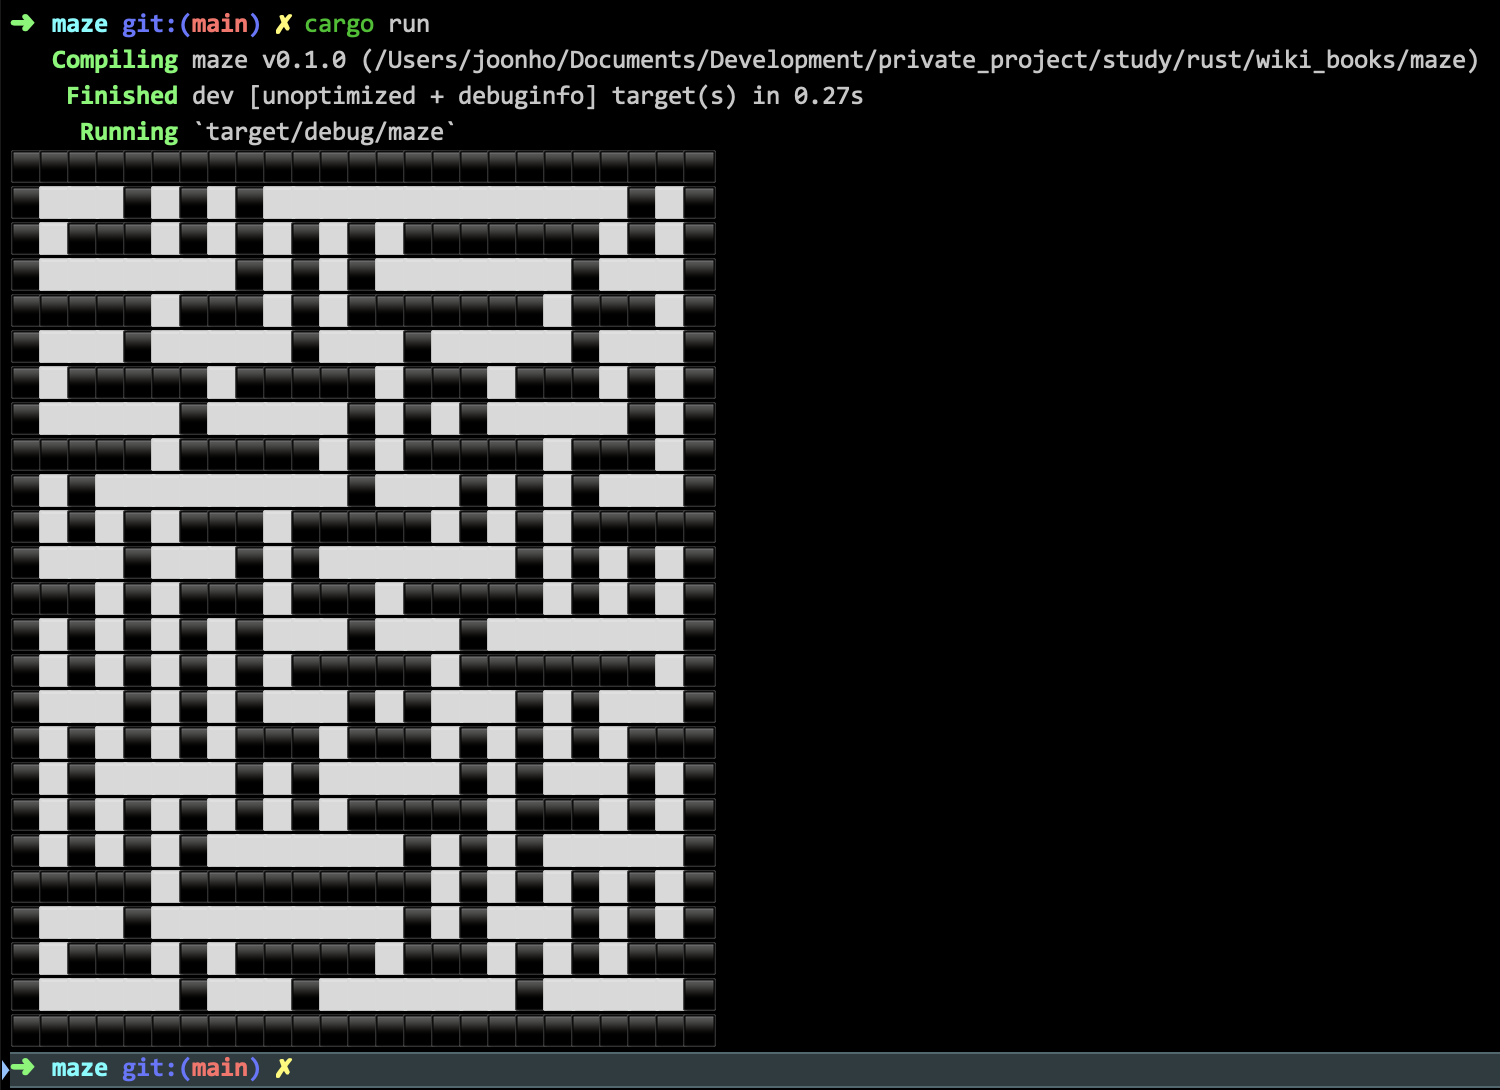 ➜ maze git:(main) ✗ cargo run
Compiling maze v0.1.0 (/Users/joonho/Documents/Development/private_project/study/rust/wiki_books/maze)
Finished dev [unoptimized + debuginfo] target(s) in 0.27s
Running `target/debug/maze`
➜ maze git:(main) ✗